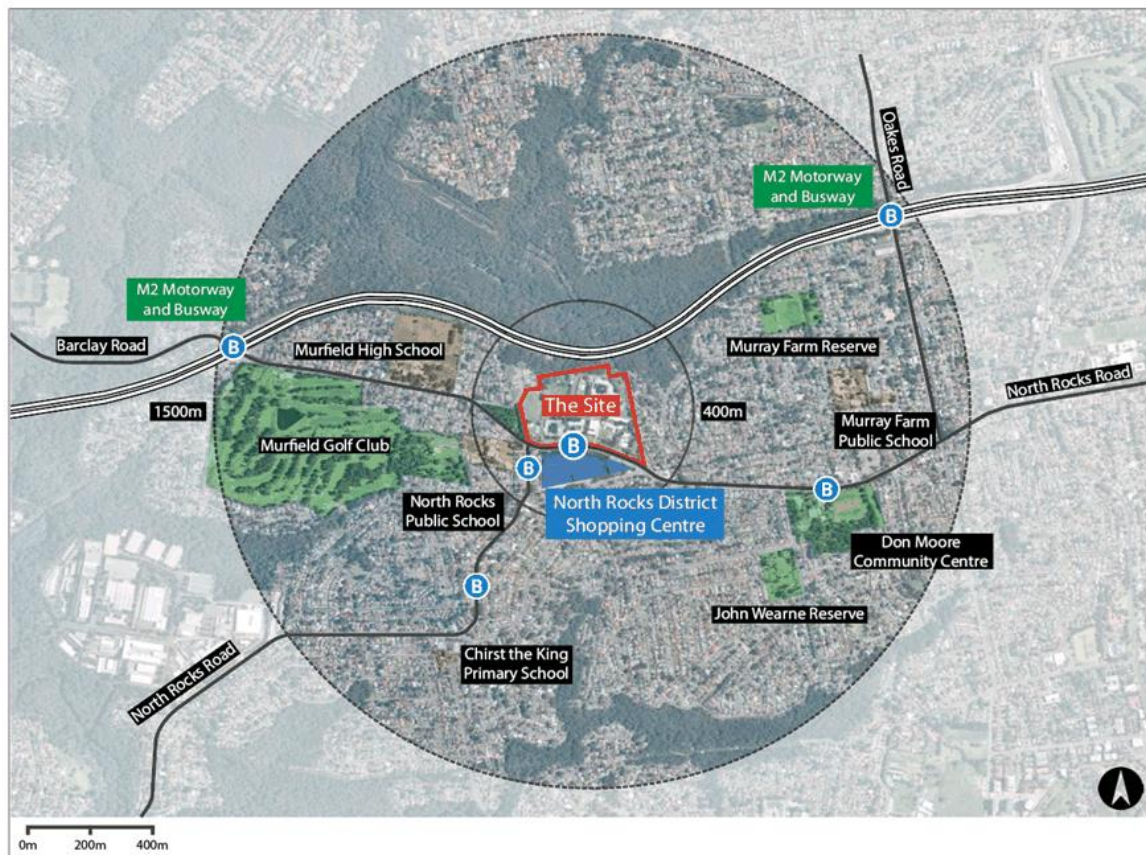 Oakes Road
M2 Motorway
and Busway
B
M2 Motorway
and Busway
B
Barclay Road
Murfield High School
Murray Farm Reserve
North Rocks Road
1500m
The Site
400m
Murray Farm
Public School
Murfield Golf Club
B
B
North Rocks
Public School
North Rocks District
Shopping Centre
B
Don Moore
Community Centre
B
John Wearne Reserve
Chirst the King
Primary School
North Rocks Road
0m
200m
400m